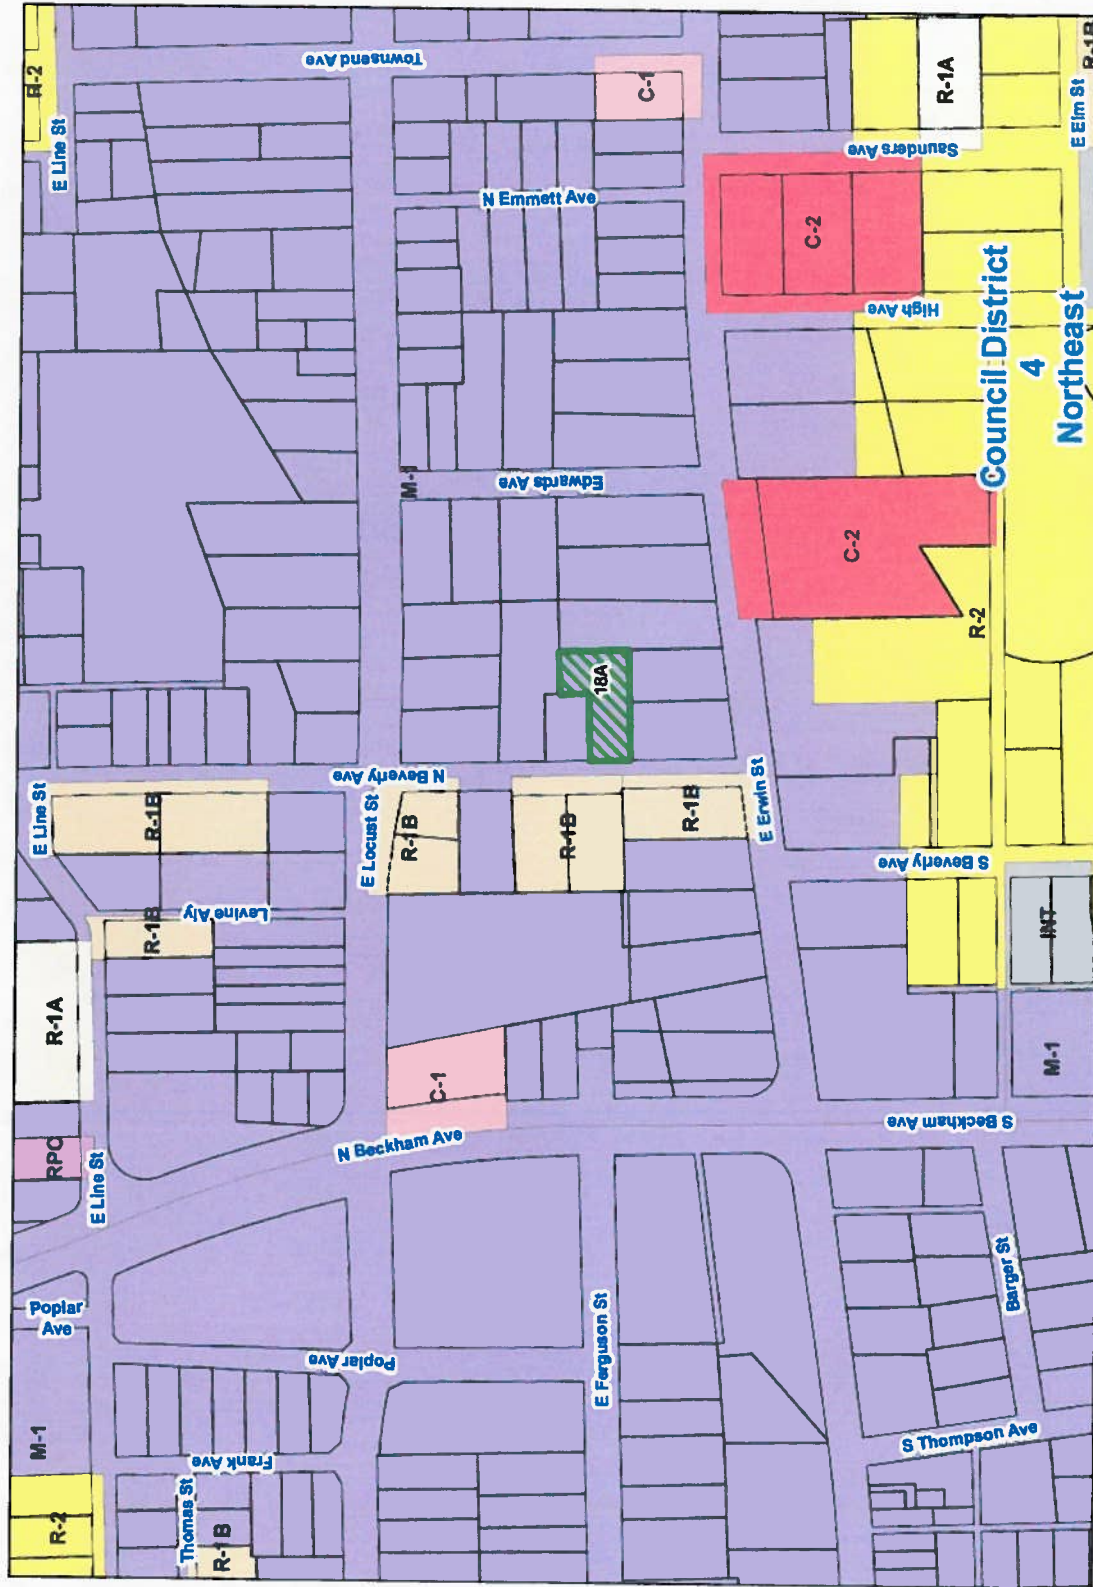 R-2
M-1
Poplar Ave
E Line St
RPC
R-1A
E Line St
E Line St
R-2
Thomas St
R-1B
Frank Ave
R-1B
Levine Aly
R-1B
Poplar Ave
N Beckham Ave
E Locust St
N Beverly Ave
Townsend Ave
C-1
R-1B
M-1
E Ferguson St
R-1B
18A
Edwards Ave
N Emmett Ave
C-1
R-1B
E Erwin St
C-2
C-2
High Ave
Saunders Ave
R-1A
S Thompson Ave
S Beckham Ave
S Beverly Ave
R-2
Barger St
M-1
INT
Council District
4
Northeast
E Elm St
R-1B